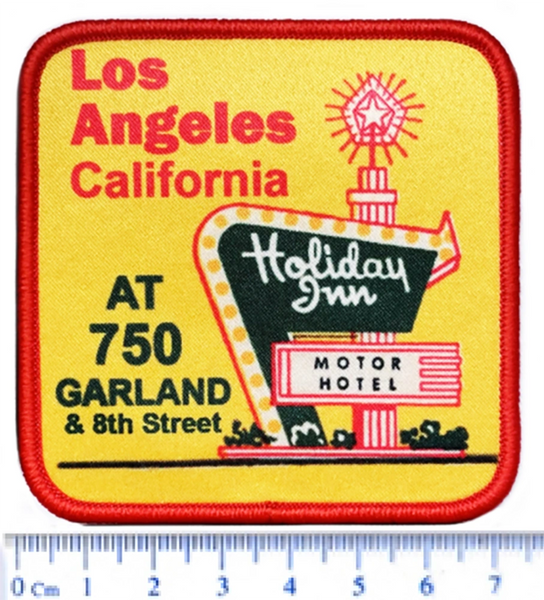 Los
Angeles
California
Holiday
Inn
AT
750
GARLAND
& 8th Street
MOTOR
HOTEL
0 Cm 1 2 3 4 5 6 7